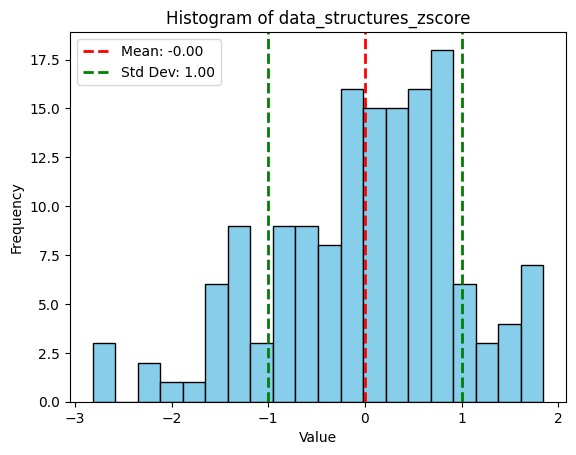 Histogram of data_structures_zscore
Mean: -0.00
Std Dev: 1.00
17.5
15.0
12.5
10.0
7.5
5.0
2.5
0.0
Frequency
−3
−2
−1
0
1
2
Value